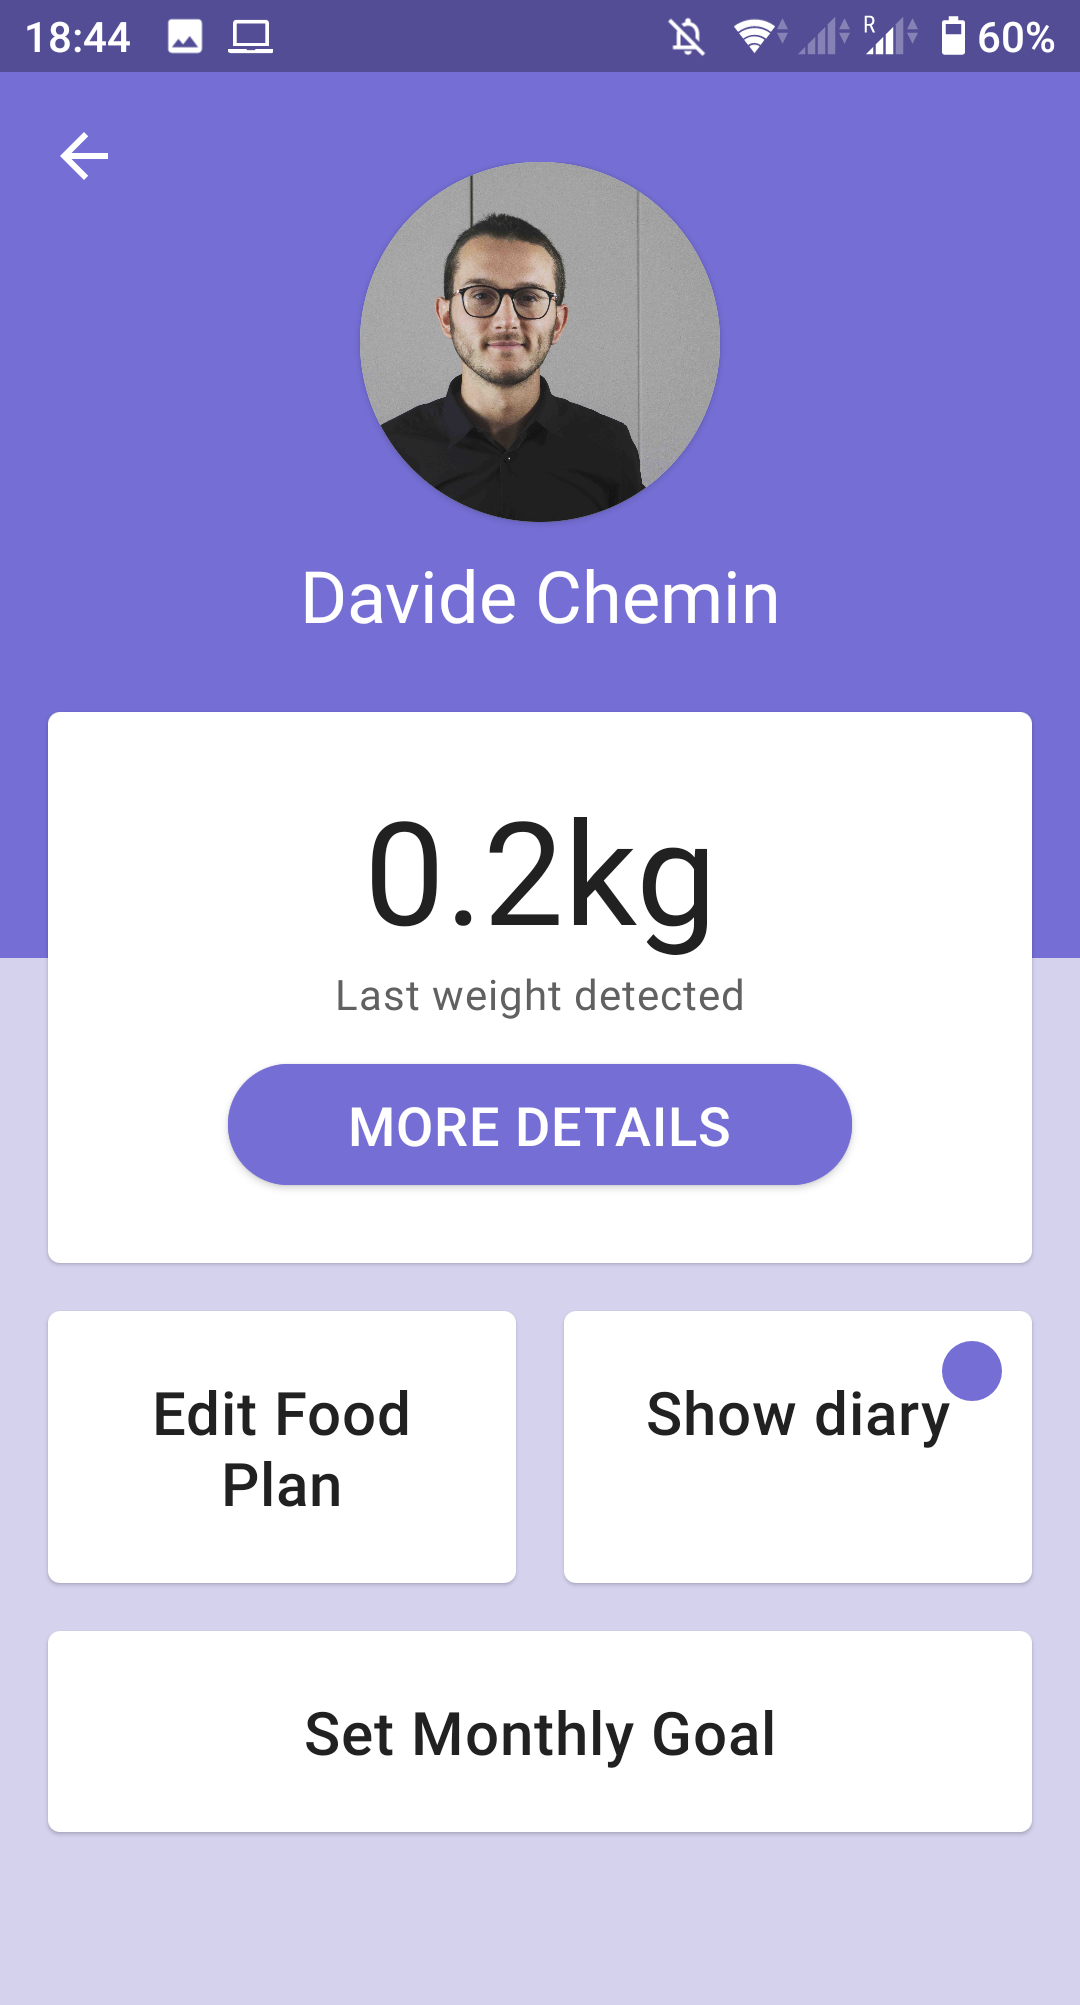 18:44
R
60%
Davide Chemin
0.2kg
Last weight detected
MORE DETAILS
Edit Food
Plan
Show diary
Set Monthly Goal